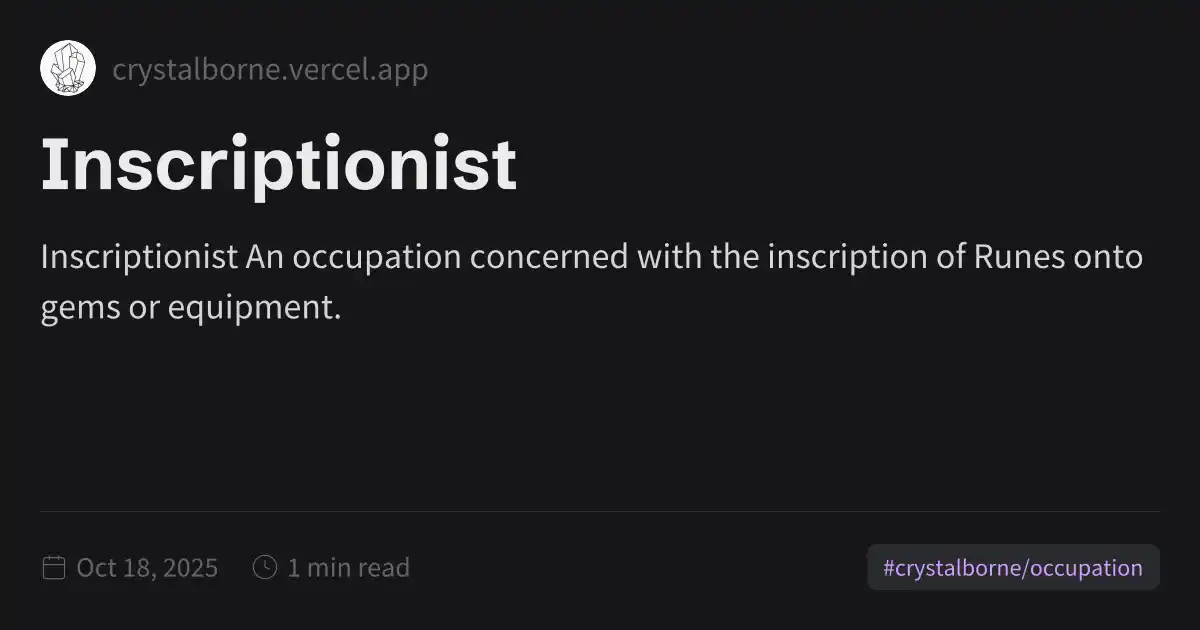 crystalborne.vercel.app
Inscriptionist
Inscriptionist An occupation concerned with the inscription of Runes onto
gems or equipment.
Oct 18, 2025 1 min read #crystalborne/occupation